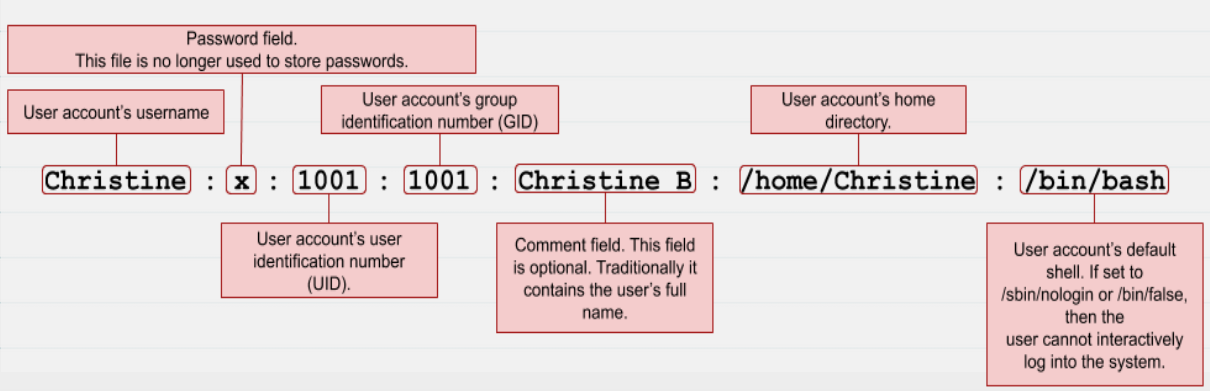 Password field.
This file is no longer used to store passwords.
User account's username
User account's group
identification number (GID)
User account's home
directory.
Christine : x : 1001 : 1001 : Christine B : /home/Christine : /bin/bash
User account's user
identification number
(UID).
Comment field. This field
is optional. Traditionally it
contains the user's full
name.
User account's default
shell. If set to
/sbin/nologin or /bin/false,
then the
user cannot interactively
log into the system.